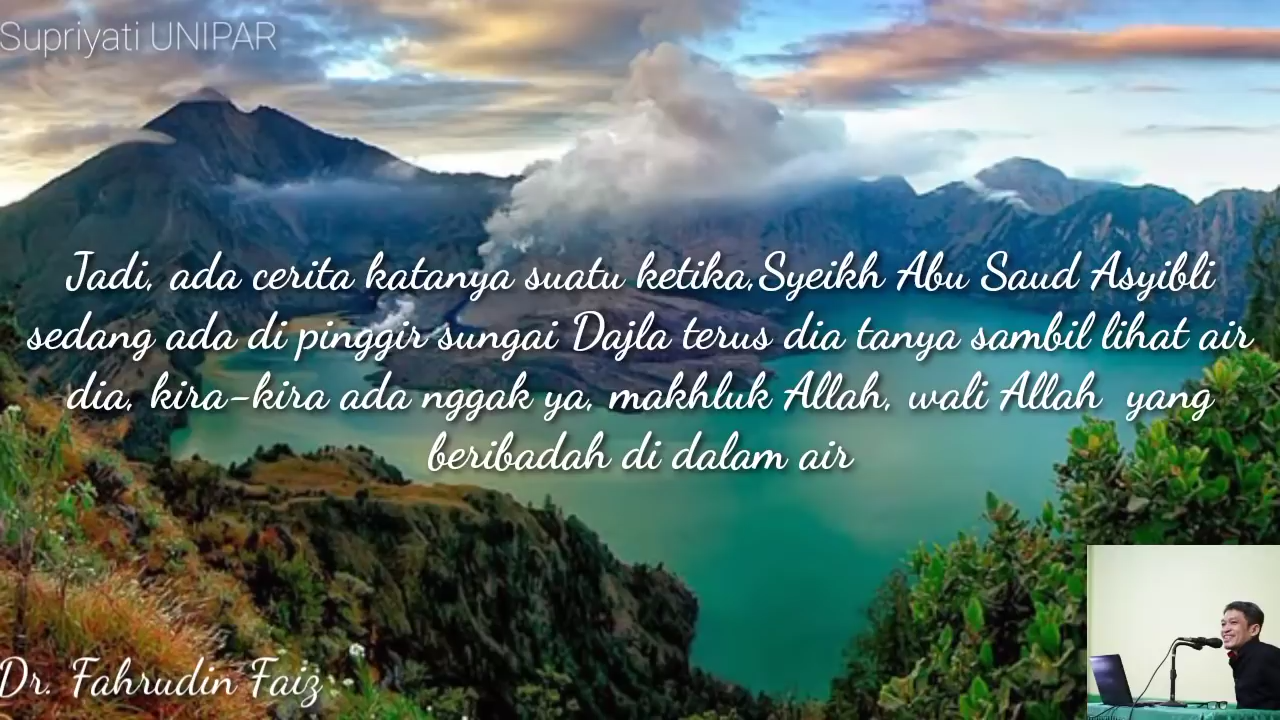 Supriyati UNIPAR
Jadi, ada cerita katanya suatu ketika,Syeikh Abu Saud Asyibli
sedang ada di pinggir sungai Dajla terus dia tanya sambil lihat air
dia, kira-kira ada nggak ya, makhluk Allah, wali Allah yang
beribadah di dalam air
Dr. Fahrudin Faiz